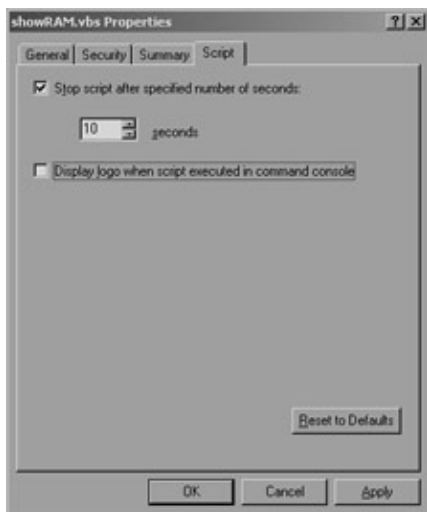 showRAM.vbs Properties
General Security Summary Script
Stop script after specified number of seconds:
10 seconds
Display logo when script executed in command console
Reset to Defaults
OK Cancel Apply